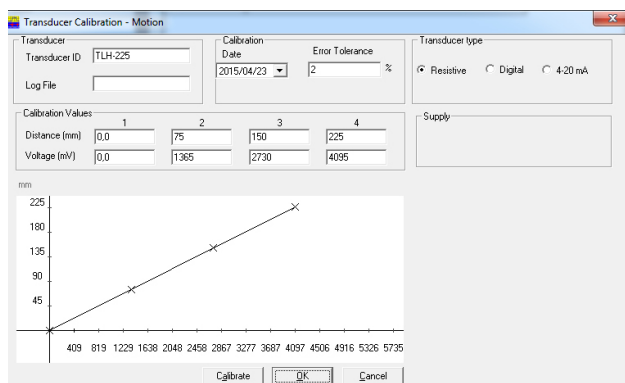 Transducer Calibration - Motion
Transducer
Transducer ID TLH-225
Log File
Calibration
Date Error Tolerance
2015/04/23 2 %
Transducer type
Resistive Digital 4-20 mA
Calibration Values
1 2 3 4
Distance (mm) 0,0 75 150 225
Voltage (mV) 0,0 1365 2730 4095
Supply
mm
225
180
135
90
45
409 819 1229 1638 2048 2458 2867 3277 3687 4097 4506 4916 5326 5735
Calibrate OK Cancel